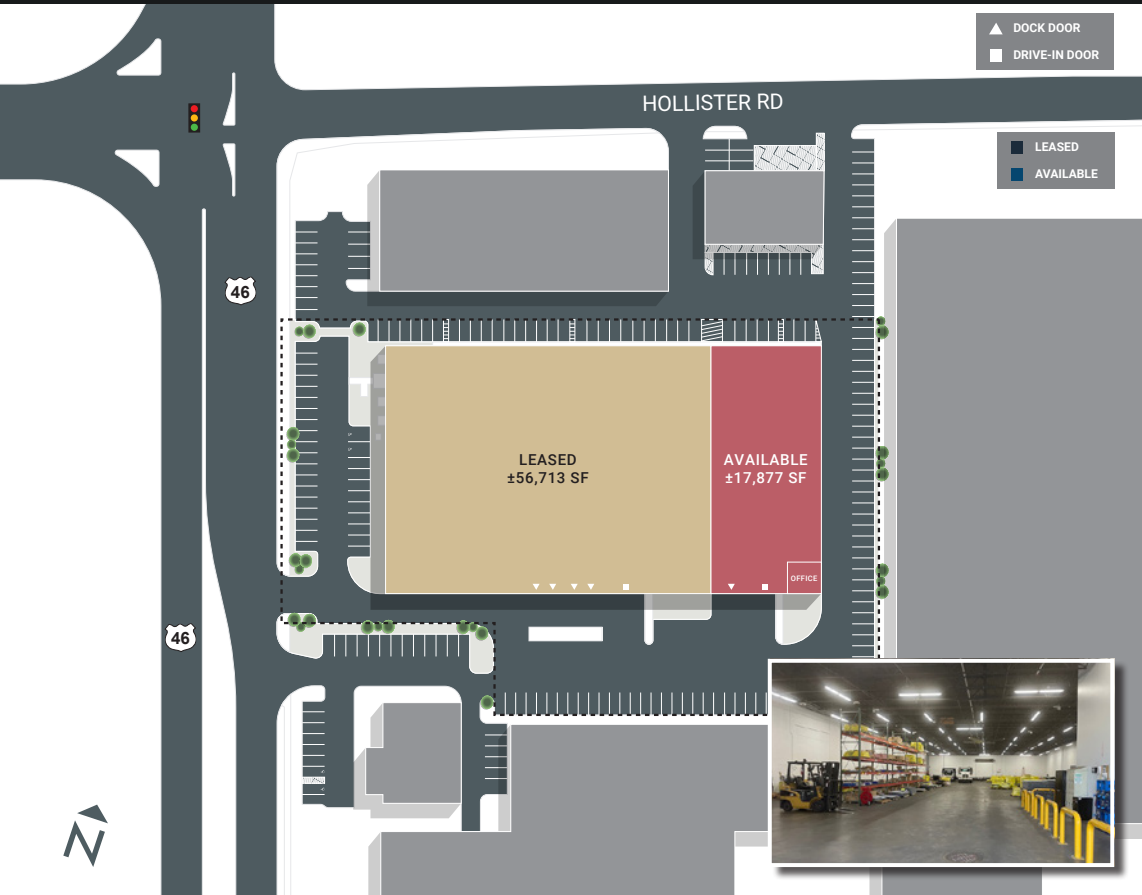 DOCK DOOR
DRIVE-IN DOOR
HOLLISTER RD
LEASED
AVAILABLE
46
LEASED
±56,713 SF
AVAILABLE
±17,877 SF
OFFICE
46
N